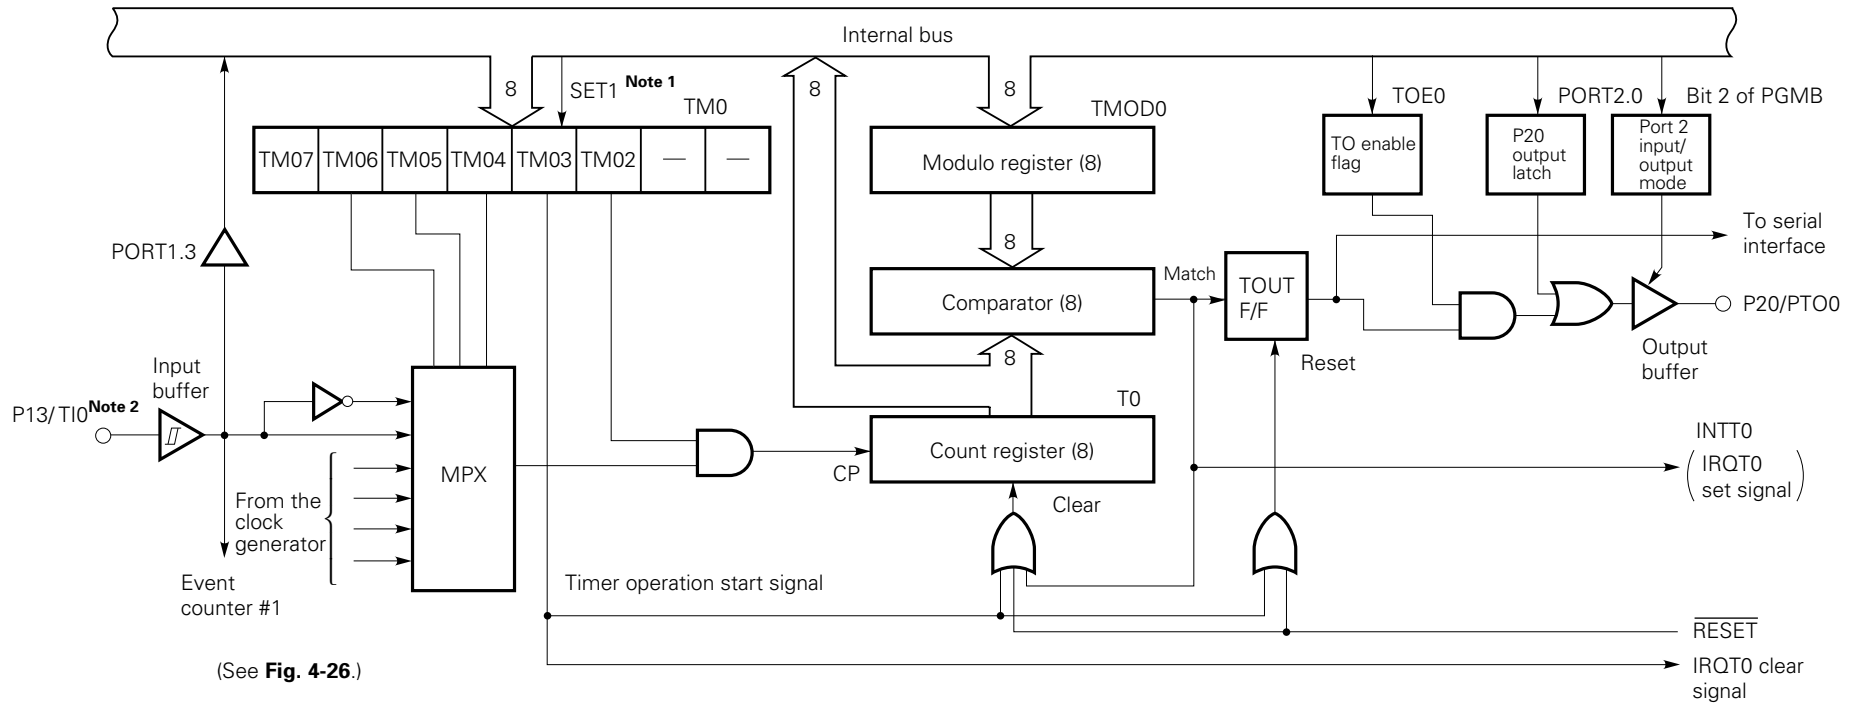 Internal bus
8
SET1 Note 1
TM0
8
8
TMOD0
TOE0
PORT2.0
Bit 2 of PGMB
TM07 TM06 TM05 TM04 TM03 TM02 — —
Modulo register (8)
TO enable
flag
P20
output
latch
Port 2
input/
output
mode
PORT1.3
8
To serial
interface
Match
Comparator (8)
TOUT
F/F
P20/PTO0
8
Reset
Output
buffer
Input
buffer
P13/TI0 Note 2
T0
MPX
CP
Count register (8)
Clear
INTT0
(IRQT0
set signal)
From the
clock
generator
Event
counter #1
Timer operation start signal
RESET
IRQT0 clear
signal
(See Fig. 4-26.)